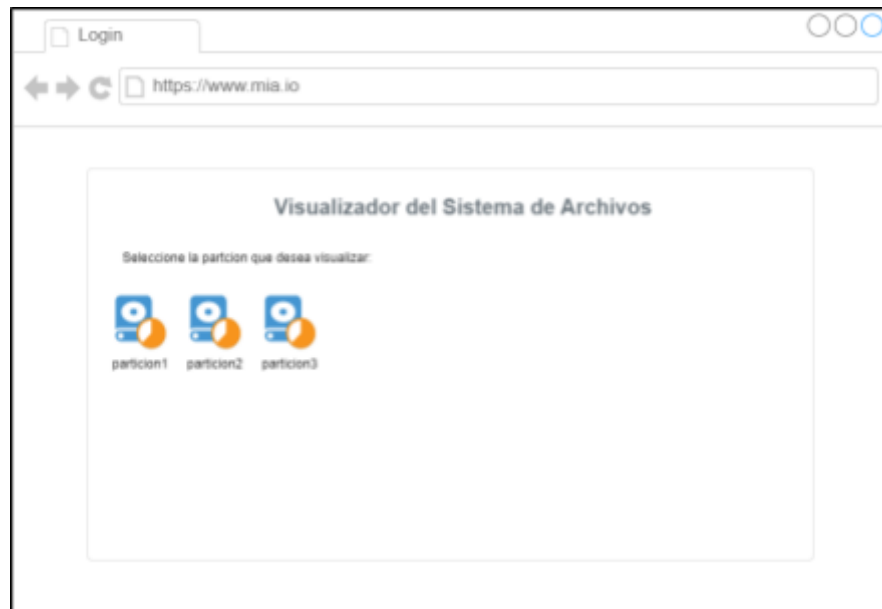 Login
https://www.mia.io
Visualizador del Sistema de Archivos
Seleccione la partcion que desea visualizar:
particion1 particion2 particion3